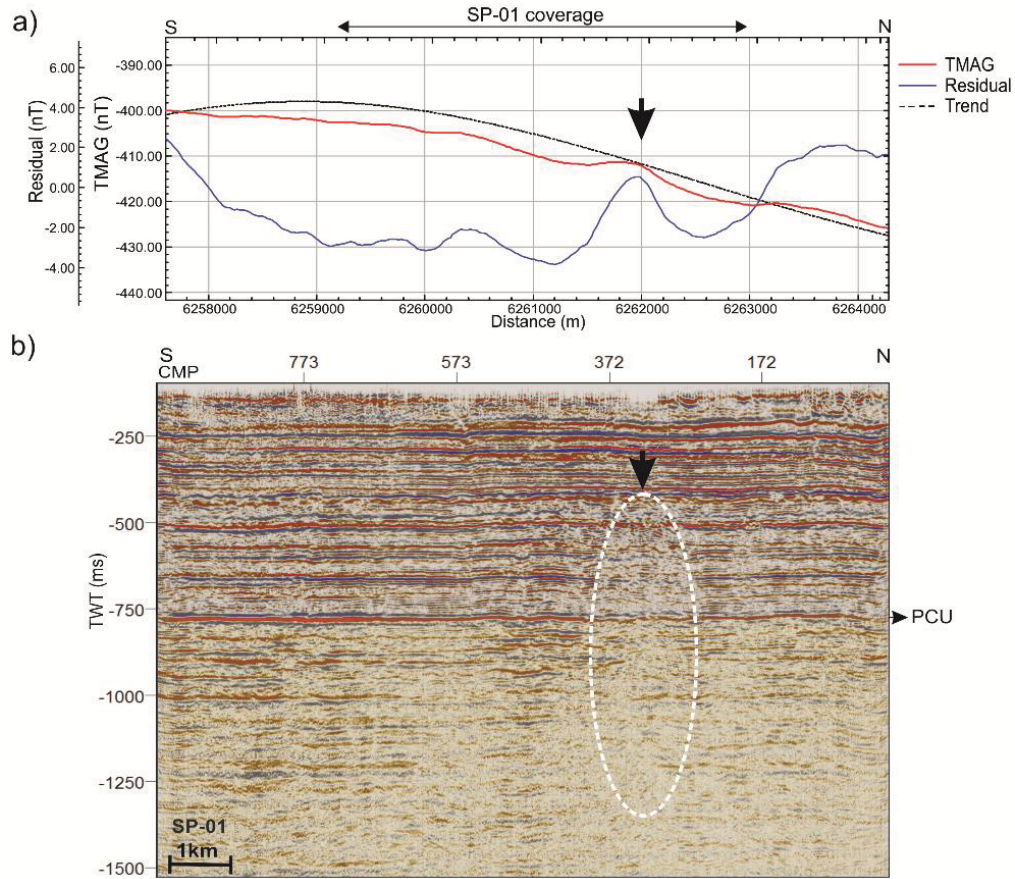 a)
SP-01 coverage
S
N
6.00
4.00
2.00
0.00
-2.00
-4.00
Residual (nT)
-390.00
-400.00
-410.00
-420.00
-430.00
-440.00
TMAG (nT)
TMAG
Residual
Trend
6258000 6259000 6260000 6261000 6262000 6263000 6264000
Distance (m)
b)
S
N
CMP
773 573 372 172
-250
-500
-750
-1000
-1250
-1500
TWT (ms)
PCU
SP-01
1km